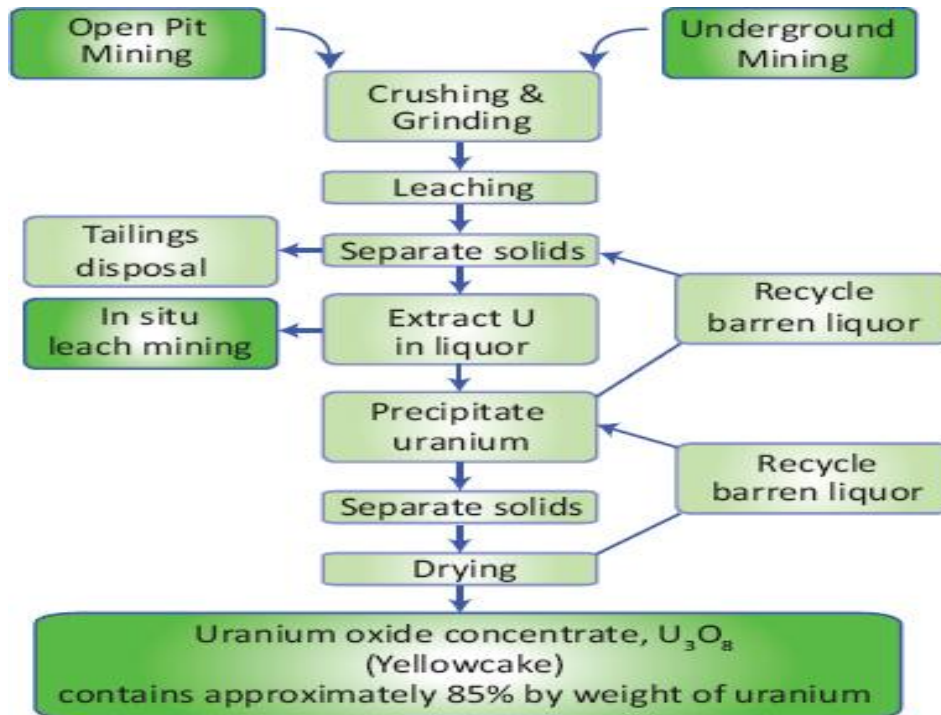 Open Pit
Mining
Underground
Mining
Crushing &
Grinding
Leaching
Tailings
disposal
Separate solids
In situ
leach mining
Extract U
in liquor
Recycle
barren liquor
Precipitate
uranium
Recycle
barren liquor
Separate solids
Drying
Uranium oxide concentrate, U₃O₈
(Yellowcake)
contains approximately 85% by weight of uranium